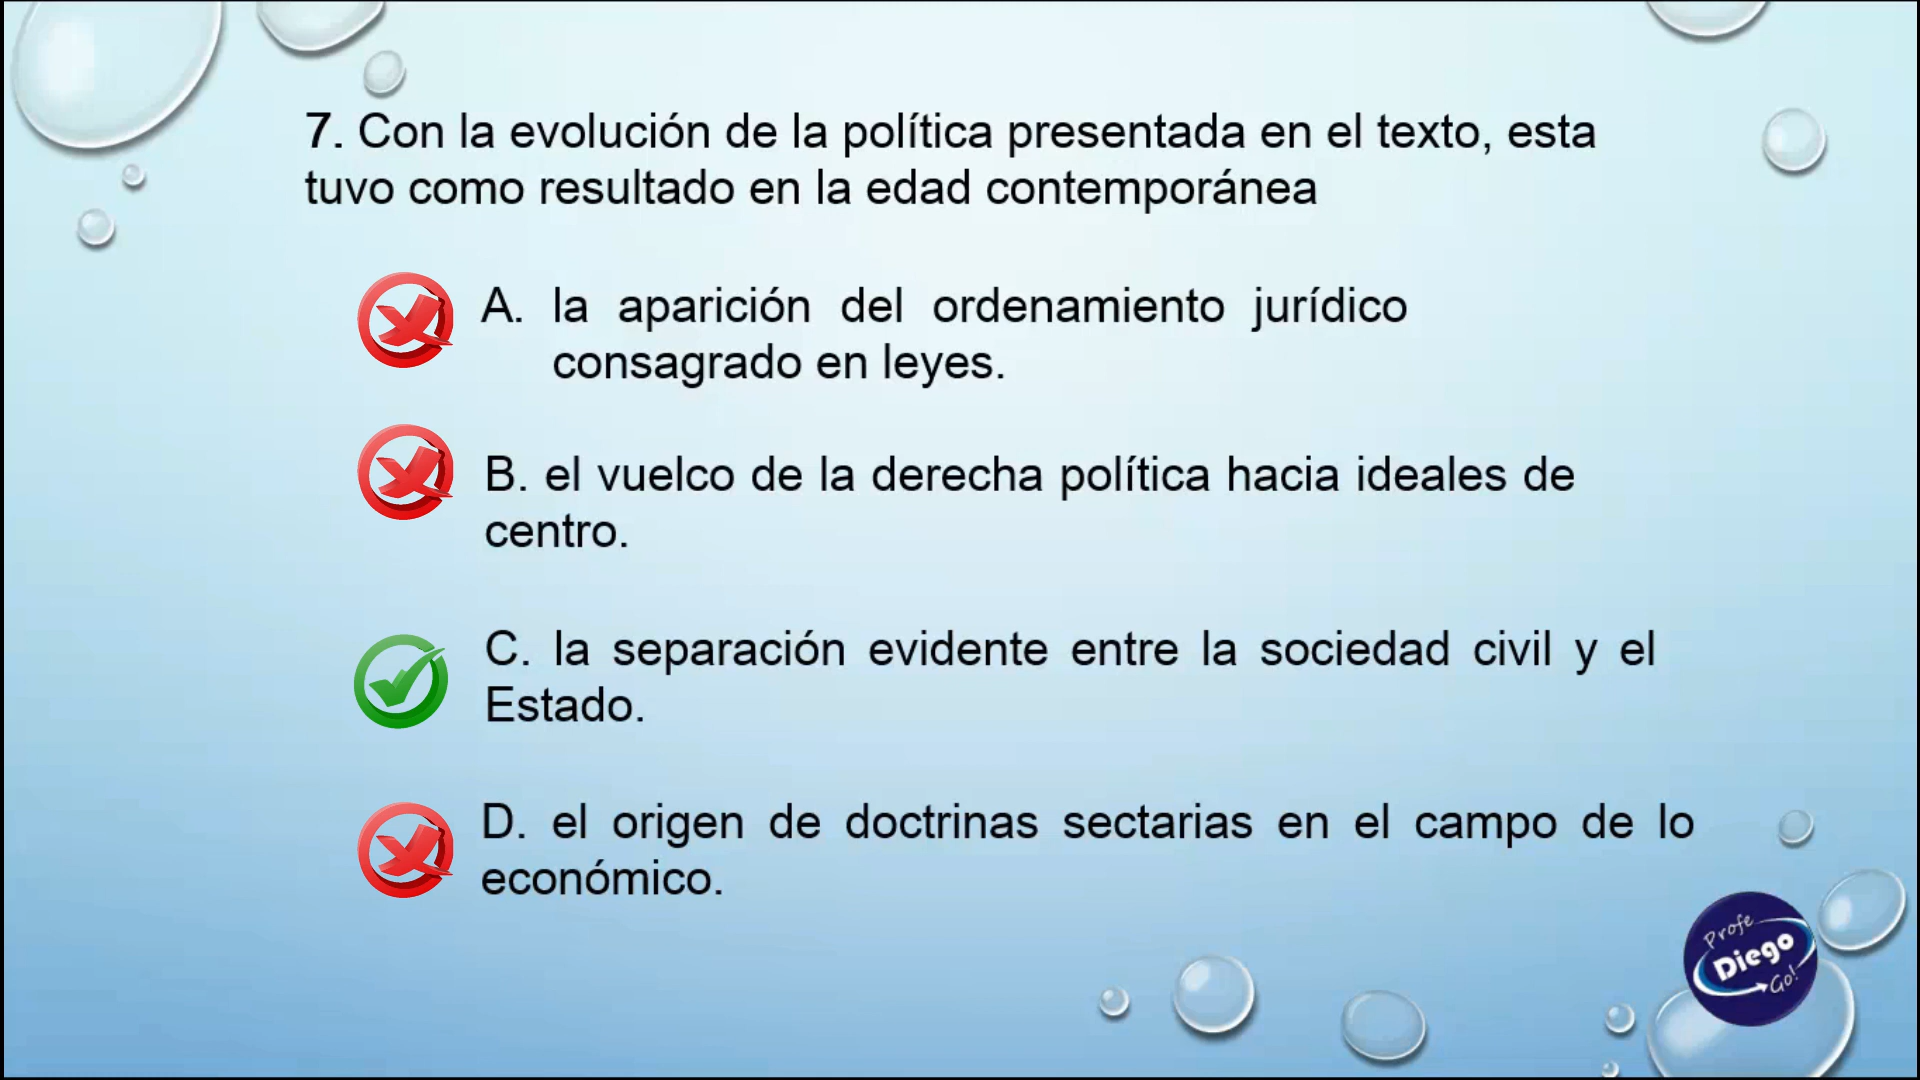 7. Con la evolución de la política presentada en el texto, esta
tuvo como resultado en la edad contemporánea
A. la aparición del ordenamiento jurídico
consagrado en leyes.
B. el vuelco de la derecha política hacia ideales de
centro.
C. la separación evidente entre la sociedad civil y el
Estado.
D. el origen de doctrinas sectarias en el campo de lo
económico.
Profe
Diego
Go!